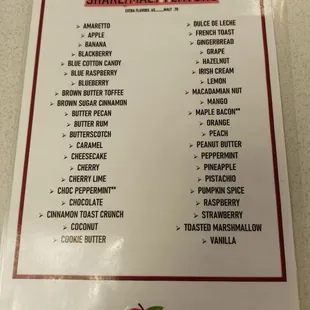 SHAKE/MALT FLAVORS
AMARETTO
APPLE
BANANA
BLACKBERRY
BLUE COTTON CANDY
BLUE RASPBERRY
BLUEBERRY
BROWN BUTTER TOFFEE
BROWN SUGAR CINNAMON
BUTTER PECAN
BUTTER RUM
BUTTERSCOTCH
CARAMEL
CHEESECAKE
CHERRY
CHERRY LIME
CHOC PEPPERMINT**
CHOCOLATE
CINNAMON TOAST CRUNCH
COCONUT
COOKIE BUTTER
DULCE DE LECHE
FRENCH TOAST
GINGERBREAD
GRAPE
HAZELNUT
IRISH CREAM
LEMON
MACADAMIAN NUT
MANGO
MAPLE BACON**
ORANGE
PEACH
PEANUT BUTTER
PEPPERMINT
PINEAPPLE
PISTACHIO
PUMPKIN SPICE
RASPBERRY
STRAWBERRY
TOASTED MARSHMALLOW
VANILLA